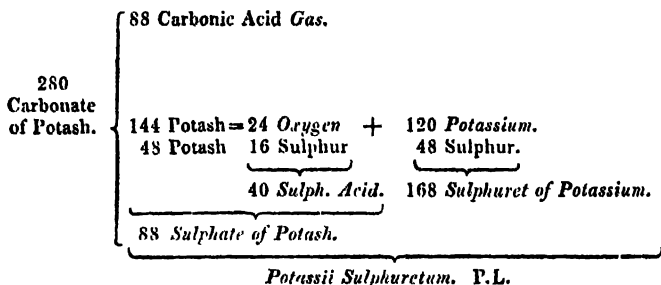 88 Carbonic Acid Gas.
280
Carbonate
of Potash.
144 Potash=24 Oxygen + 120 Potassium.
48 Potash 16 Sulphur 48 Sulphur.
40 Sulph. Acid. 168 Sulphuret of Potassium.
88 Sulphate of Potash.
Potassii Sulphuretum. P.L.